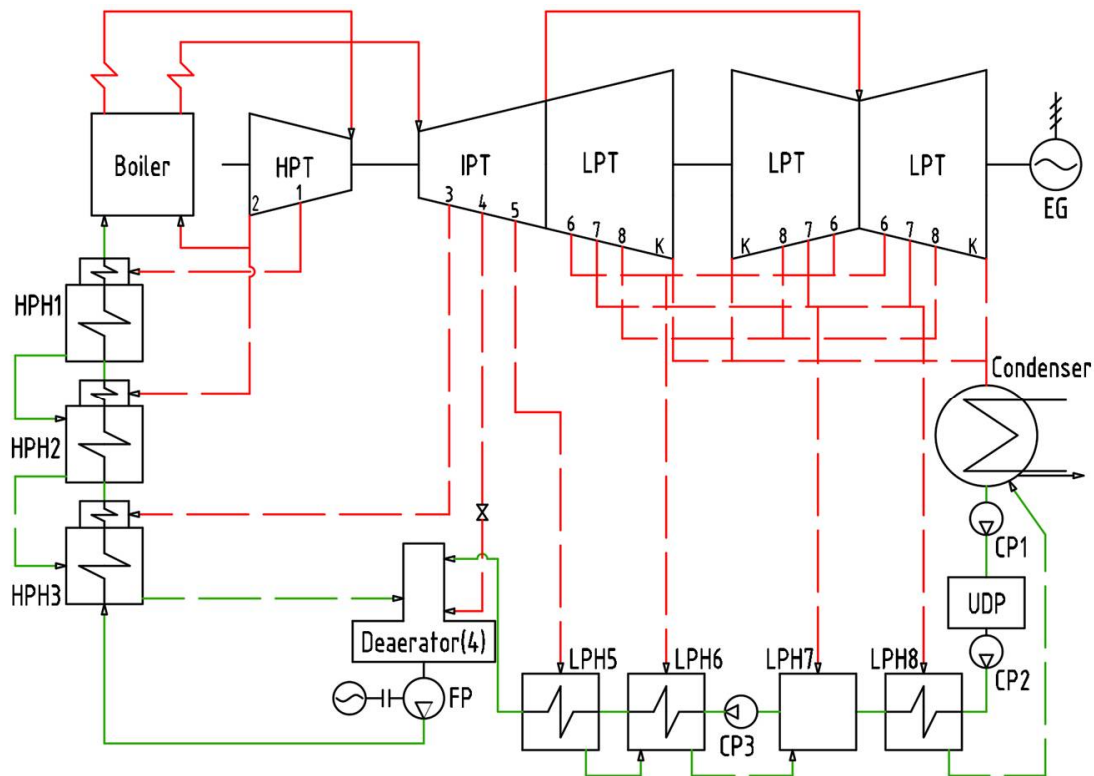 Boiler
HPT
IPT
LPT
LPT
LPT
EG
2
1
3
4
5
6
7
8
K
K
8
7
6
6
7
8
K
HPH1
HPH2
HPH3
Condenser
CP1
UDP
CP2
Deaerator(4)
FP
LPH5
LPH6
LPH7
LPH8
CP3